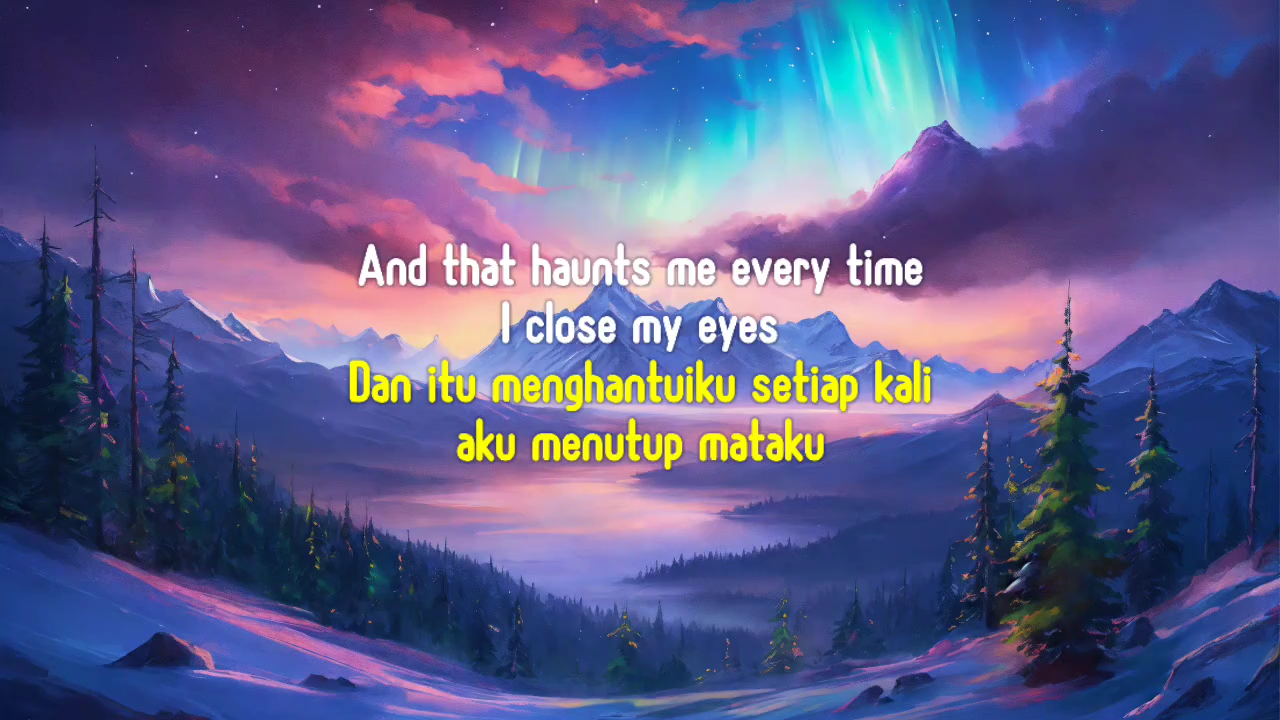 And that haunts me every time
I close my eyes
Dan itu menghantuiku setiap kali
aku menutup mataku